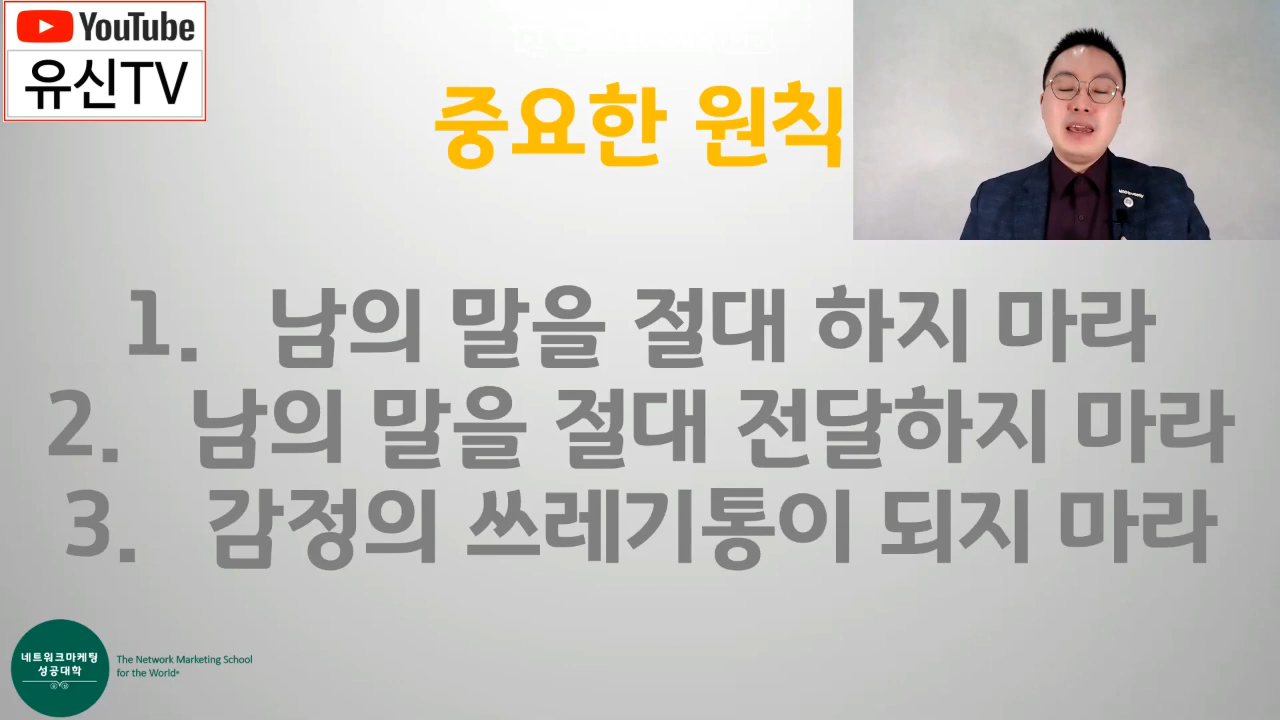 YouTube
유신TV
중요한 원칙
1. 남의 말을 절대 하지 마라
2. 남의 말을 절대 전달하지 마라
3. 감정의 쓰레기통이 되지 마라
네트워크마케팅
성공대학
The Network Marketing School
for the World®